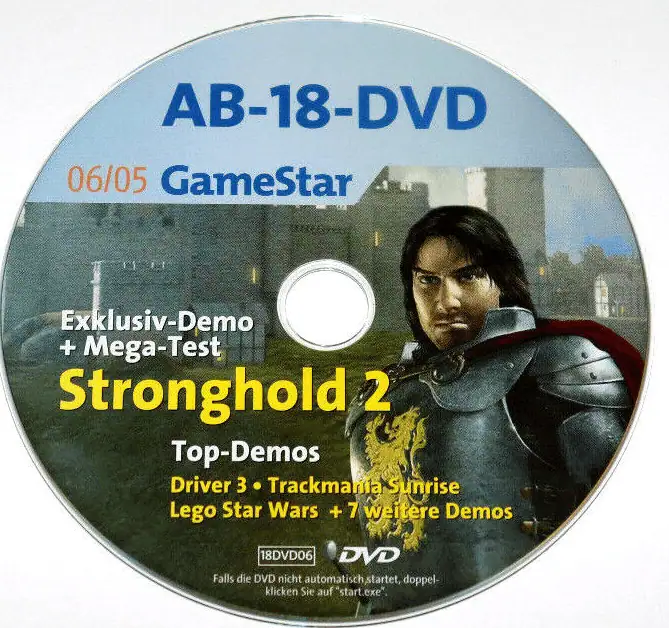 AB-18-DVD
06/05 GameStar
Exklusiv-Demo
+ Mega-Test
Stronghold 2
Top-Demos
Driver 3 • Trackmania Sunrise
Lego Star Wars + 7 weitere Demos
18DVD06 DVD
Falls die DVD nicht automatisch startet, doppel-
klicken Sie auf "start.exe".